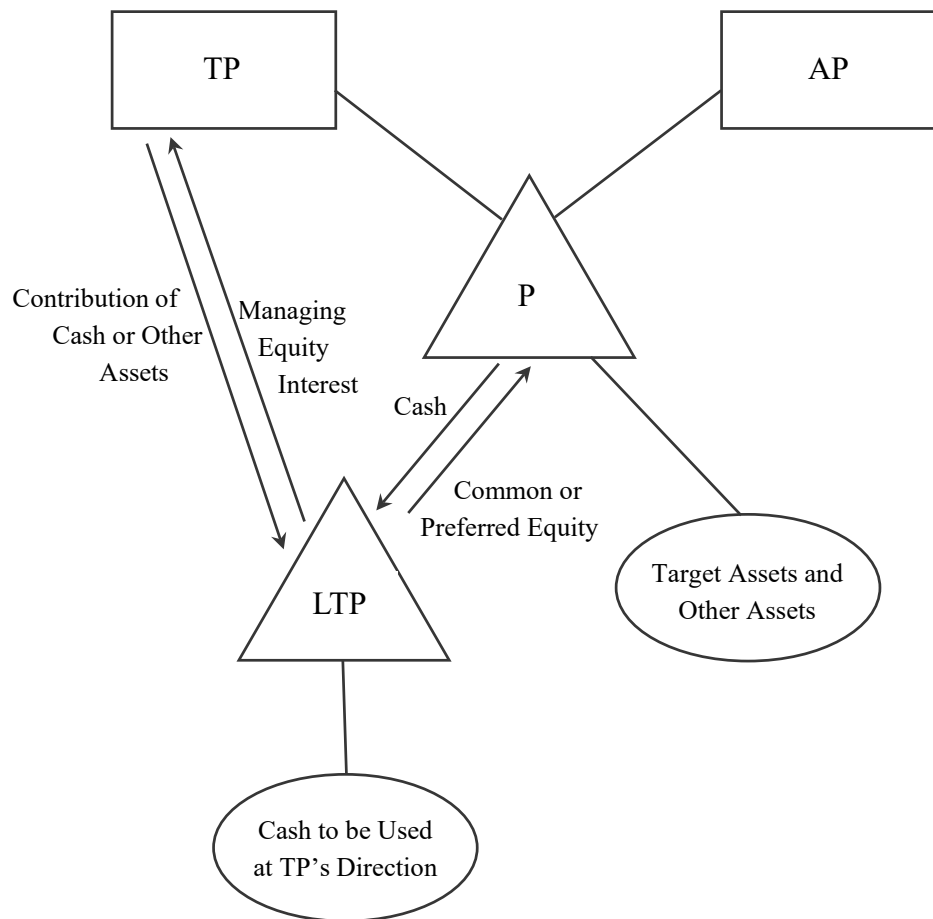 TP
AP
P
Contribution of
Cash or Other
Assets
Managing
Equity
Interest
Cash
Common or
Preferred Equity
LTP
Target Assets and
Other Assets
Cash to be Used
at TP’s Direction